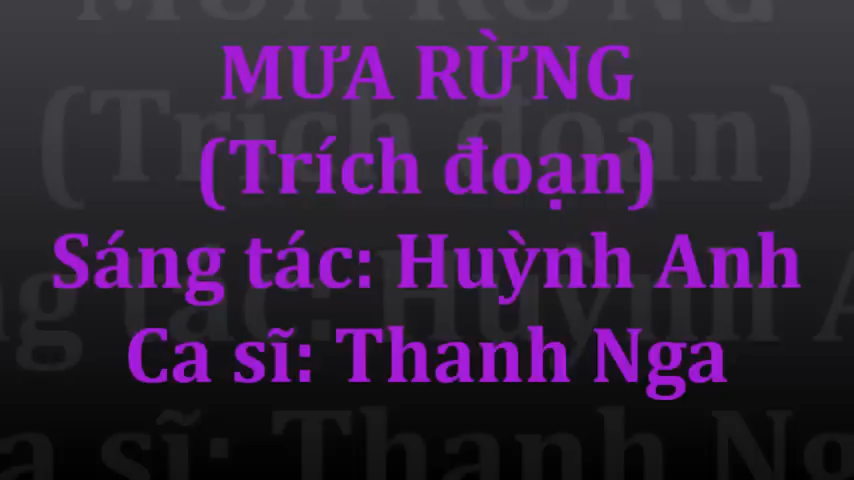 MƯA RỪNG
(Trích đoạn)
Sáng tác: Huỳnh Anh
Ca sĩ: Thanh Nga